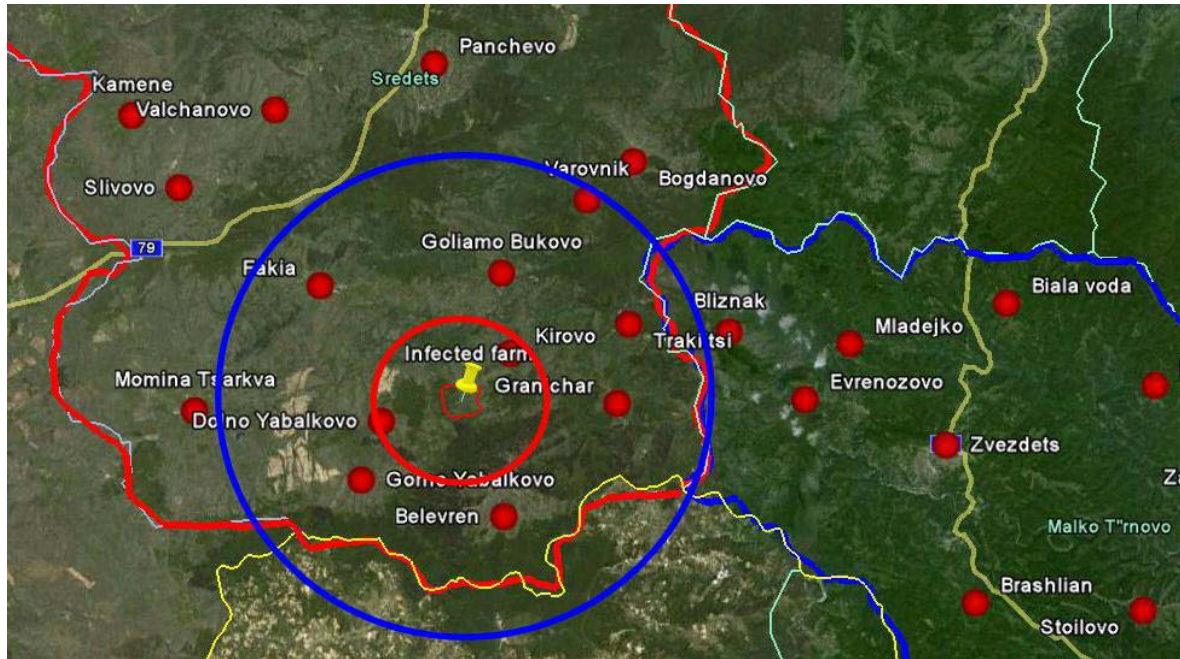 Panchevo
Sredets
Kamene
Valchanovo
Varovnik
Bogdanovo
Slivovo
Goliamo Bukovo
79
Fakia
Biala voda
Bliznak
Kirovo
Trakiitsi
Mladejko
Infected farm
Momina Tsarkva
Granichar
Evrenozovo
Dolno Yabalkovo
Zvezdets
Gorno Yabalkovo
Belevren
Malko T"rnovo
Brashlian
Stoilovo